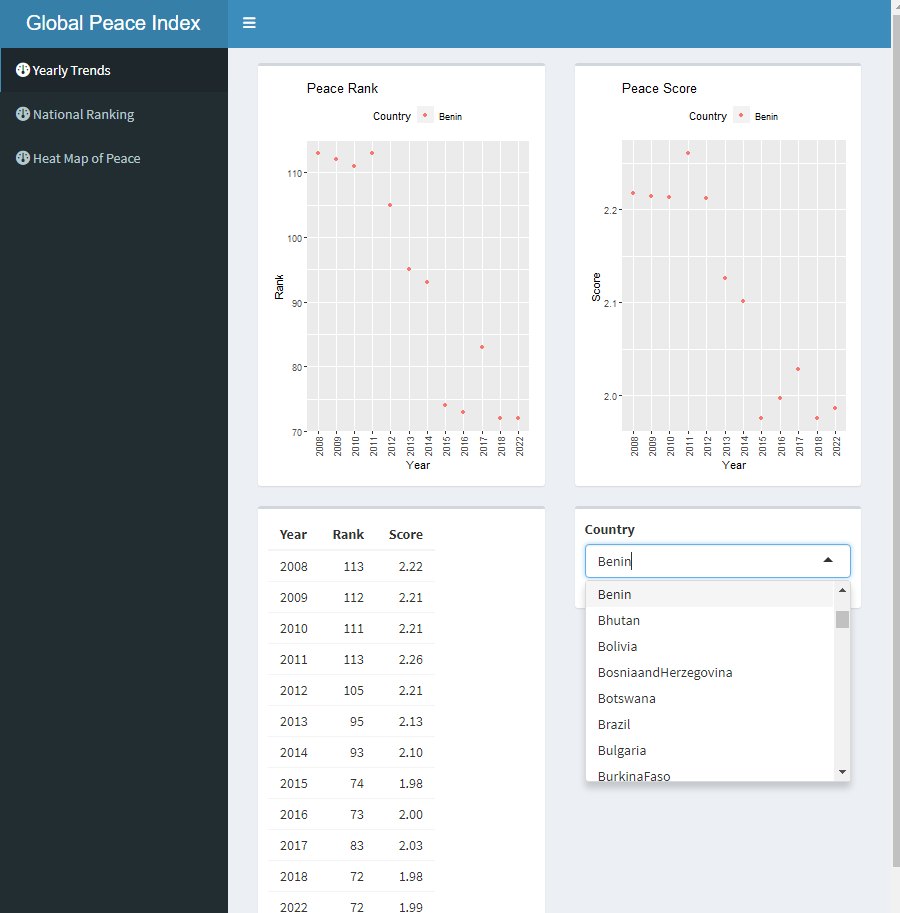 Global Peace Index
Yearly Trends
National Ranking
Heat Map of Peace
Peace Rank
Country Benin
110
100
90
80
70
Rank
2008 2009 2010 2011 2012 2013 2014 2015 2016 2017 2018 2022
Year
Peace Score
Country Benin
2.2
2.1
2.0
Score
2008 2009 2010 2011 2012 2013 2014 2015 2016 2017 2018 2022
Year
Year Rank Score
2008 113 2.22
2009 112 2.21
2010 111 2.21
2011 113 2.26
2012 105 2.21
2013 95 2.13
2014 93 2.10
2015 74 1.98
2016 73 2.00
2017 83 2.03
2018 72 1.98
2022 72 1.99
Country
Benin
Benin
Bhutan
Bolivia
BosniaandHerzegovina
Botswana
Brazil
Bulgaria
BurkinaFaso